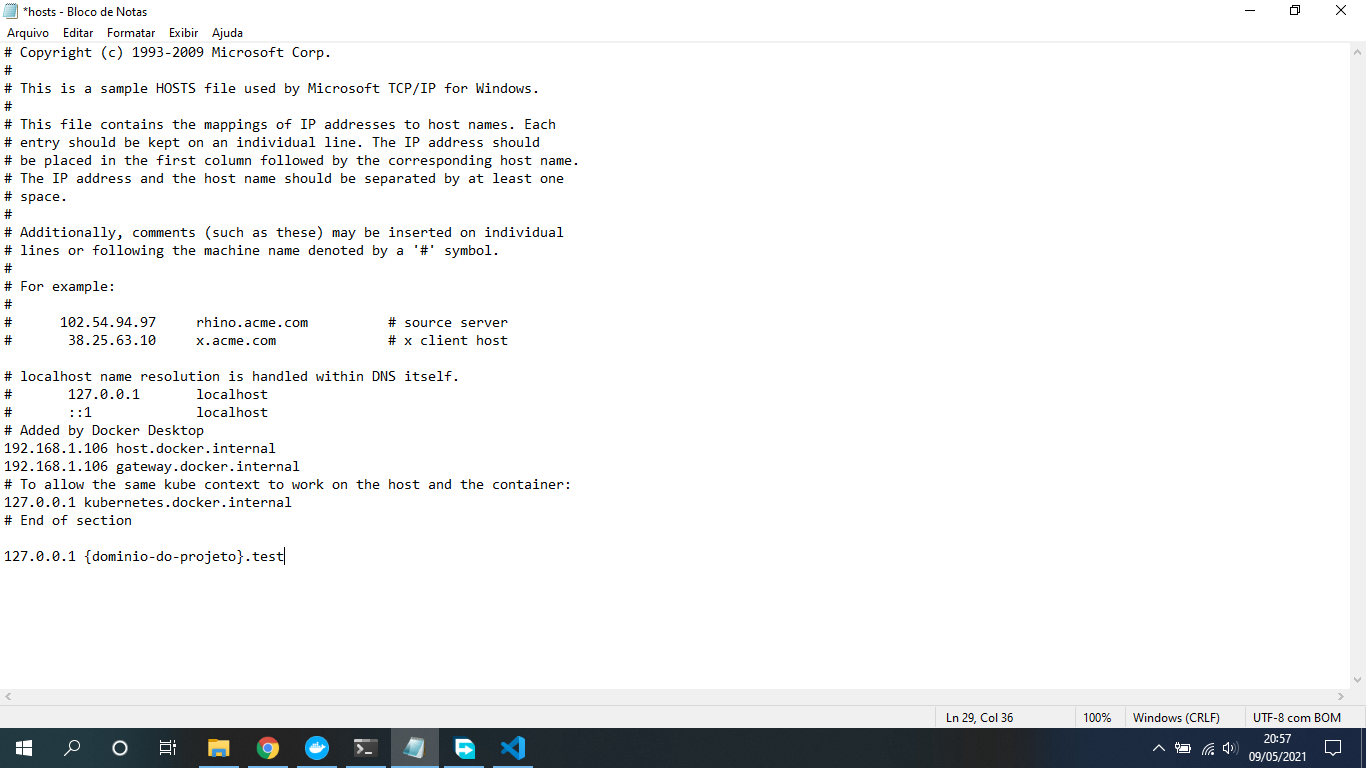 *hosts - Bloco de Notas
Arquivo Editar Formatar Exibir Ajuda
# Copyright (c) 1993-2009 Microsoft Corp.
#
# This is a sample HOSTS file used by Microsoft TCP/IP for Windows.
#
# This file contains the mappings of IP addresses to host names. Each
# entry should be kept on an individual line. The IP address should
# be placed in the first column followed by the corresponding host name.
# The IP address and the host name should be separated by at least one
# space.
#
# Additionally, comments (such as these) may be inserted on individual
# lines or following the machine name denoted by a '#' symbol.
#
# For example:
#
#      102.54.94.97     rhino.acme.com          # source server
#       38.25.63.10     x.acme.com              # x client host

# localhost name resolution is handled within DNS itself.
#       127.0.0.1       localhost
#       ::1             localhost
# Added by Docker Desktop
192.168.1.106 host.docker.internal
192.168.1.106 gateway.docker.internal
# To allow the same kube context to work on the host and the container:
127.0.0.1 kubernetes.docker.internal
# End of section

127.0.0.1 {dominio-do-projeto}.test
Ln 29, Col 36 100% Windows (CRLF) UTF-8 com BOM
20:57
09/05/2021